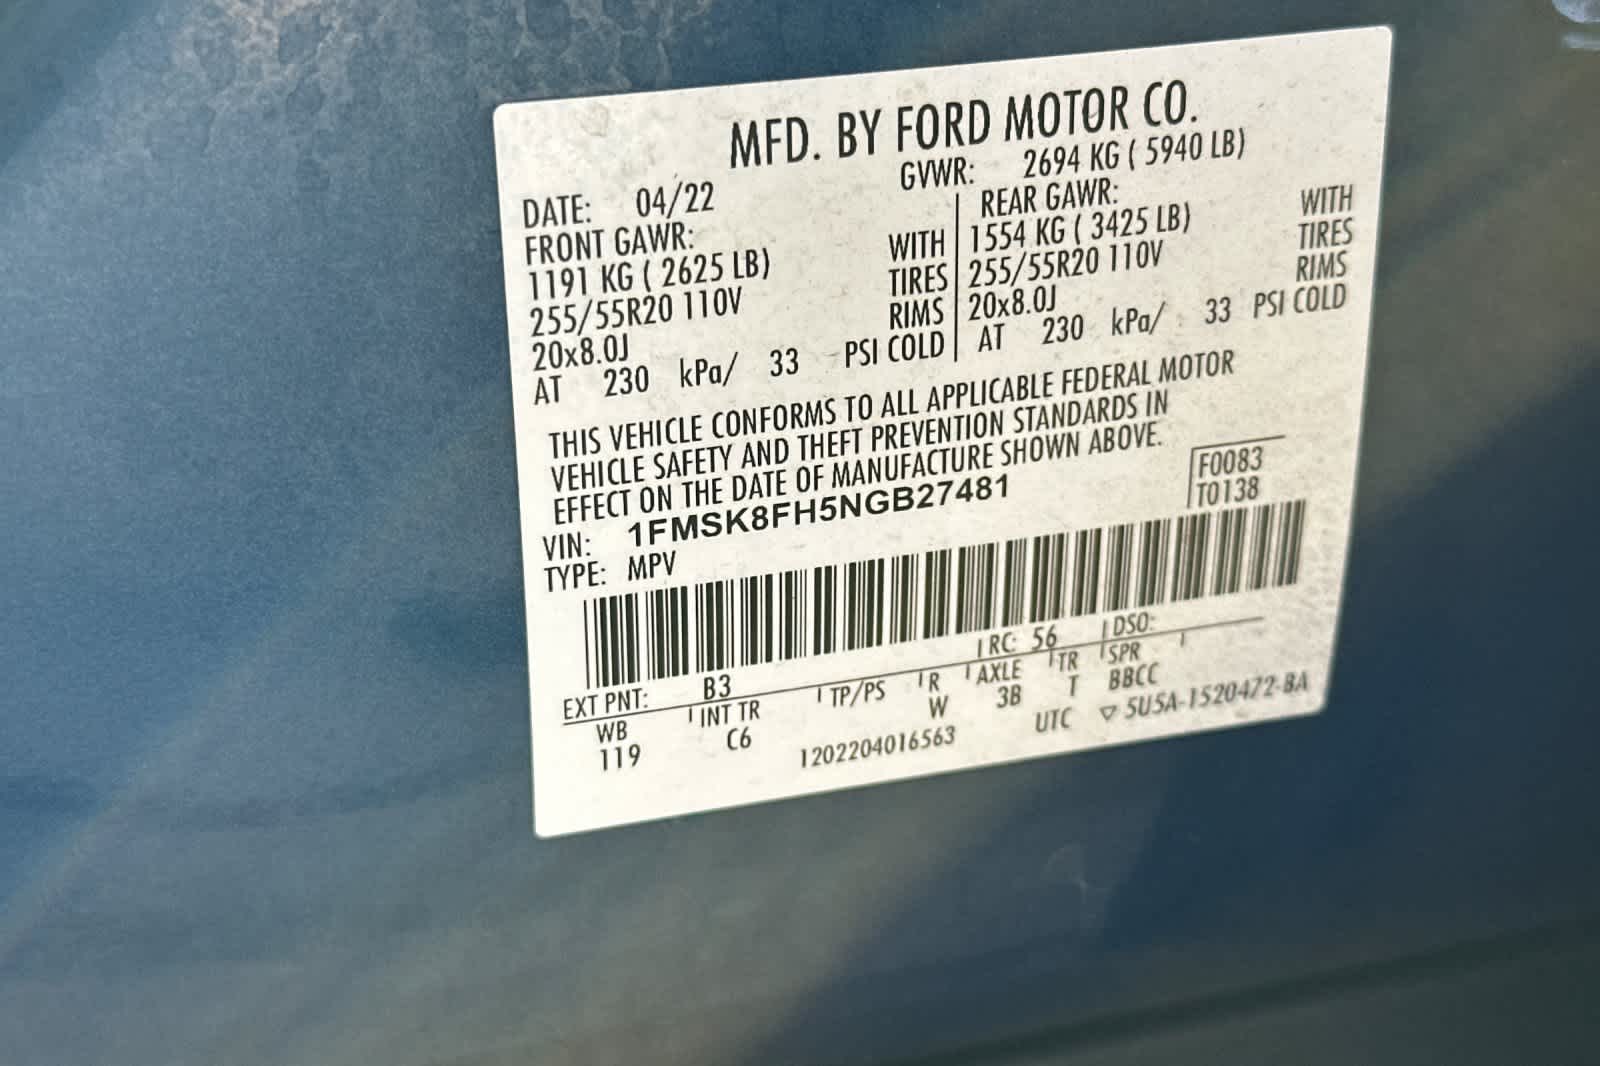 MFD. BY FORD MOTOR CO.
DATE: 04/22 GVWR: 2694 KG ( 5940 LB)
FRONT GAWR: REAR GAWR:
1191 KG ( 2625 LB) WITH 1554 KG ( 3425 LB) WITH
255/55R20 110V TIRES 255/55R20 110V TIRES
20x8.0J RIMS 20x8.0J RIMS
AT 230 kPa/ 33 PSI COLD AT 230 kPa/ 33 PSI COLD
THIS VEHICLE CONFORMS TO ALL APPLICABLE FEDERAL MOTOR
VEHICLE SAFETY AND THEFT PREVENTION STANDARDS IN
EFFECT ON THE DATE OF MANUFACTURE SHOWN ABOVE.
VIN: 1FMSK8FH5NGB27481 F0083
TYPE: MPV T0138
EXT PNT: B3 RC: 56 DSO:
WB INT TR TP/PS R AXLE TR SPR
119 C6 W 3B T BBCC
1202204016563 UTC ▽ 5U5A-1520472-BA